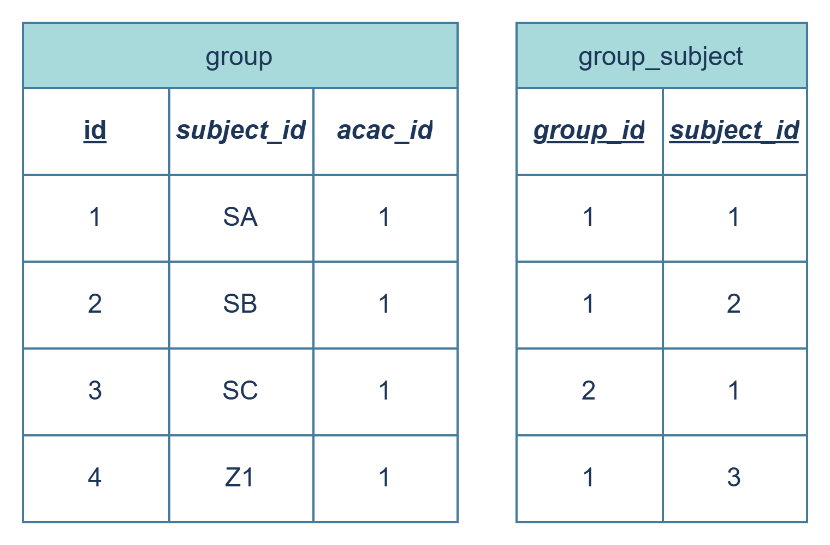 group group_subject
id subject_id acac_id group_id subject_id
1 SA 1 1 1
2 SB 1 1 2
3 SC 1 2 1
4 Z1 1 1 3